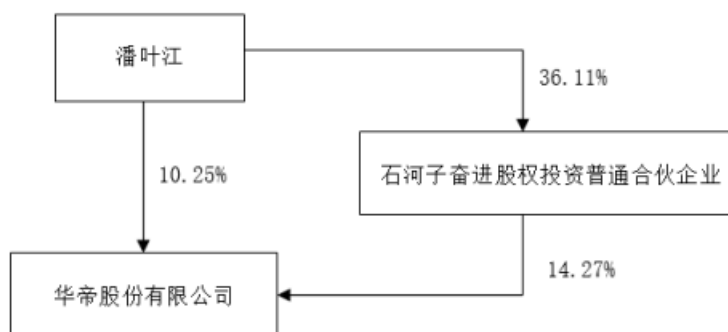 潘叶江
36.11%
10.25%
石河子奋进股权投资普通合伙企业
14.27%
华帝股份有限公司